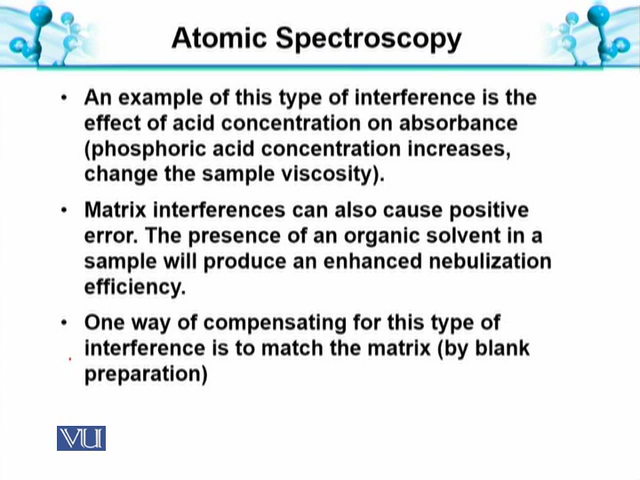 Atomic Spectroscopy
• An example of this type of interference is the
effect of acid concentration on absorbance
(phosphoric acid concentration increases,
change the sample viscosity).
• Matrix interferences can also cause positive
error. The presence of an organic solvent in a
sample will produce an enhanced nebulization
efficiency.
• One way of compensating for this type of
interference is to match the matrix (by blank
preparation)
VU